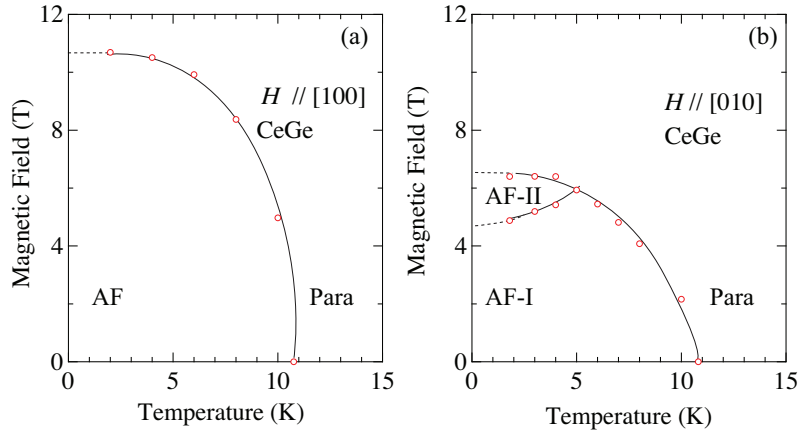 (a)
H // [100]
CeGe
AF
Para
12
8
4
0
0
5
10
15
Magnetic Field (T)
Temperature (K)
(b)
H // [010]
CeGe
AF-II
AF-I
Para
12
8
4
0
0
5
10
15
Magnetic Field (T)
Temperature (K)